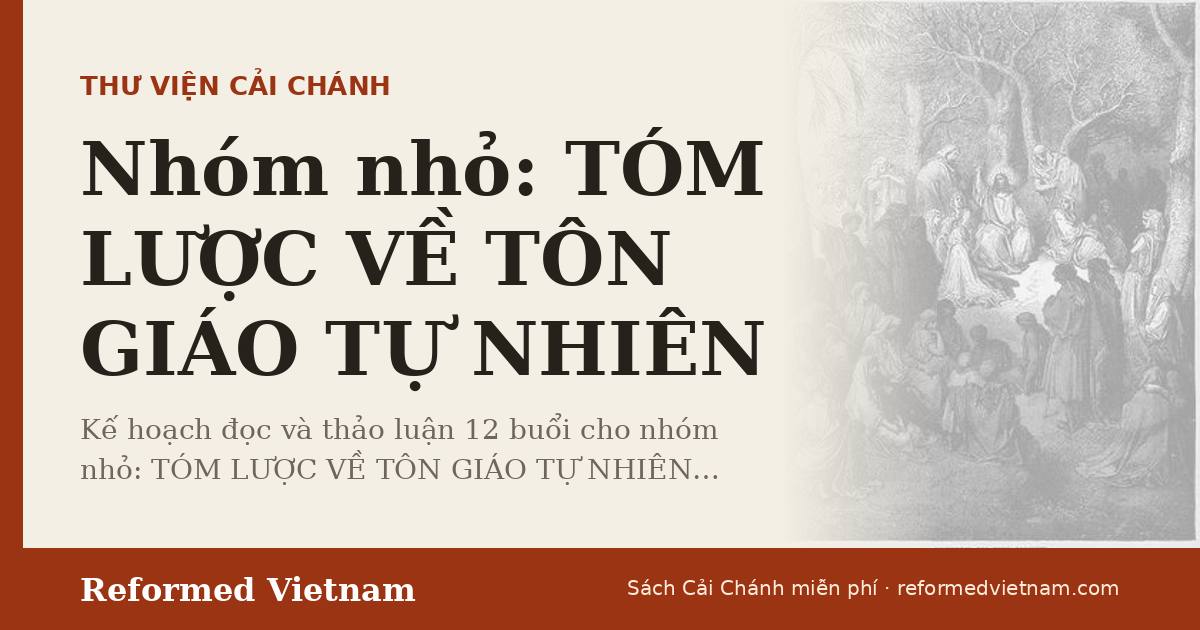 THƯ VIỆN CẢI CHÁNH
Nhóm nhỏ: TÓM
LƯỢC VỀ TÔN
GIÁO TỰ NHIÊN
Kế hoạch đọc và thảo luận 12 buổi cho nhóm
nhỏ: TÓM LƯỢC VỀ TÔN GIÁO TỰ NHIÊN...
Reformed Vietnam
Sách Cải Chánh miễn phí · reformedvietnam.com